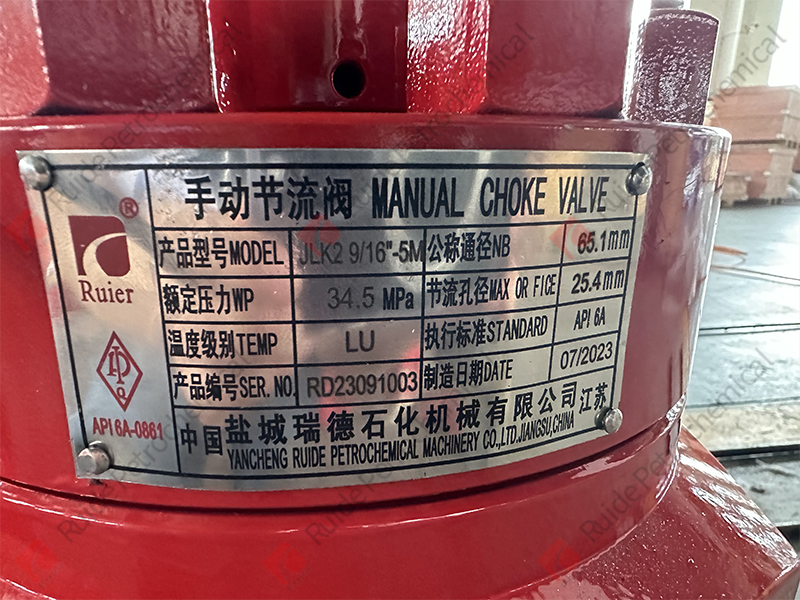 手动节流阀 MANUAL CHOKE VALVE
产品型号MODEL JLK2 9/16"-5M 公称通径NB 65.1mm
额定压力WP 34.5 MPa 节流孔径MAX OR FICE 25.4mm
温度级别TEMP LU 执行标准STANDARD API 6A
产品编号SER. NO. RD23091003 制造日期DATE 07/2023
中国盐城瑞德石化机械有限公司江苏
YANCHENG RUIDE PETROCHEMICAL MACHINERY CO.,LTD.JIANGSU,CHINA
®
Ruier
API 6A-0861
Ruide Petrochemical